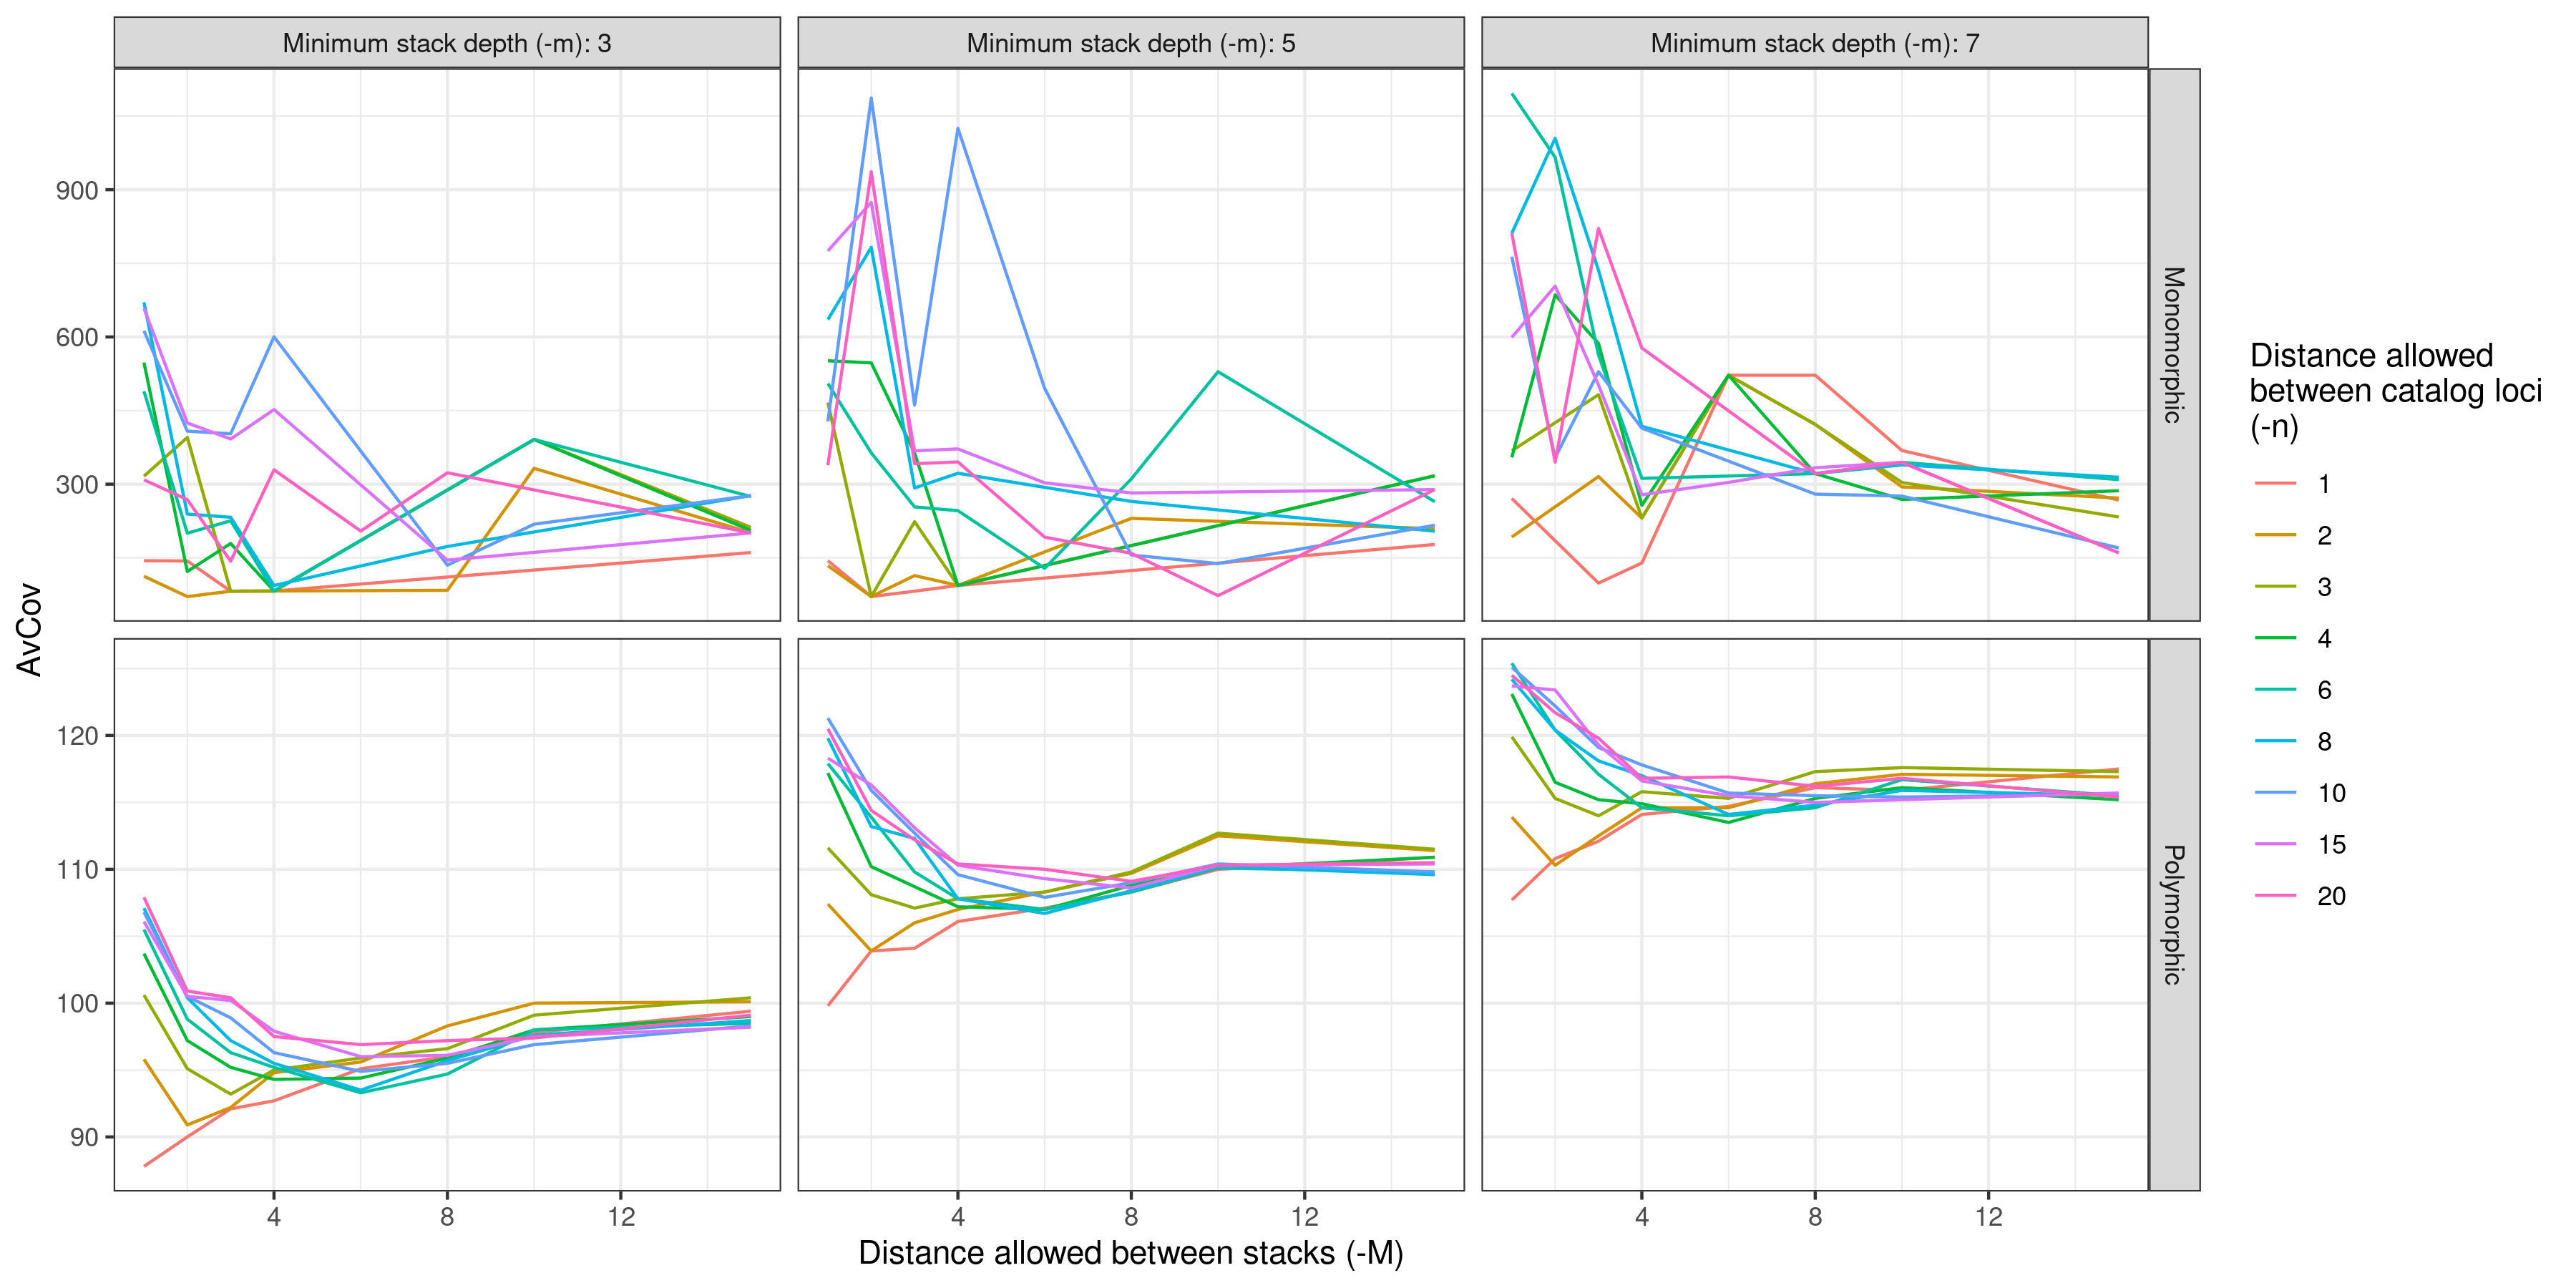 Minimum stack depth (-m): 3
Minimum stack depth (-m): 5
Minimum stack depth (-m): 7
Monomorphic
Polymorphic
AvCov
900
600
300
120
110
100
90
4
8
12
4
8
12
4
8
12
Distance allowed between stacks (-M)
Distance allowed
between catalog loci
(-n)
1
2
3
4
6
8
10
15
20